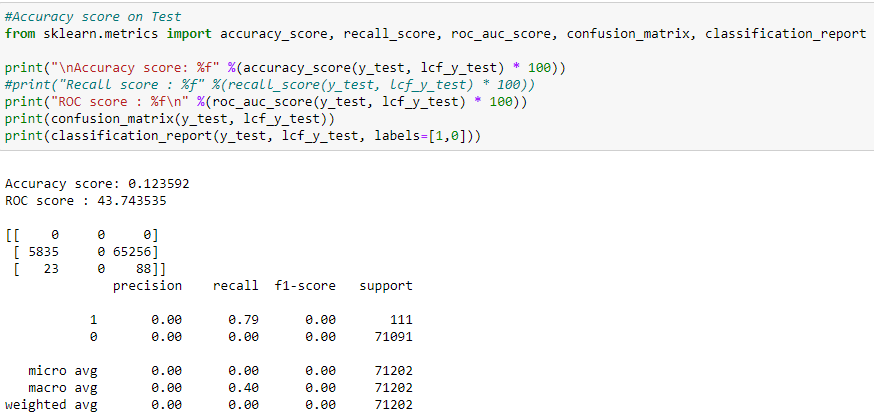 #Accuracy score on Test
from sklearn.metrics import accuracy_score, recall_score, roc_auc_score, confusion_matrix, classification_report
print("\nAccuracy score: %f" %(accuracy_score(y_test, lcf_y_test) * 100))
#print("Recall score : %f" %(recall_score(y_test, lcf_y_test) * 100))
print("ROC score : %f\n" %(roc_auc_score(y_test, lcf_y_test) * 100))
print(confusion_matrix(y_test, lcf_y_test))
print(classification_report(y_test, lcf_y_test, labels=[1,0]))
Accuracy score: 0.123592
ROC score : 43.743535
[[    0     0     0]
 [ 5835     0 65256]
 [   23     0    88]]
              precision    recall  f1-score   support
           1       0.00      0.79      0.00       111
           0       0.00      0.00      0.00     71091
   micro avg       0.00      0.00      0.00     71202
   macro avg       0.00      0.40      0.00     71202
weighted avg       0.00      0.00      0.00     71202